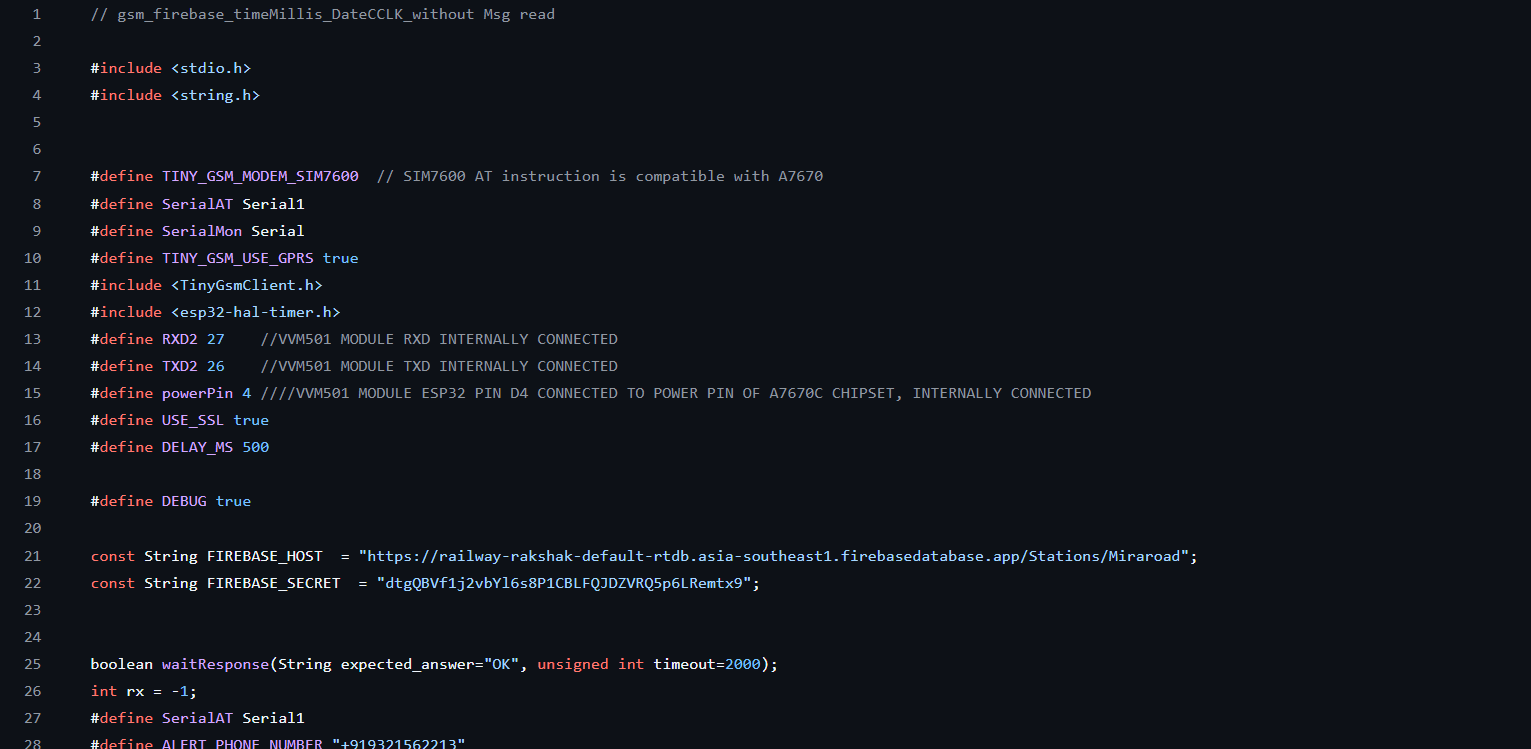 1 // gsm_firebase_timeMillis_DateCCLK_without Msg read
2
3 #include <stdio.h>
4 #include <string.h>
5
6
7 #define TINY_GSM_MODEM_SIM7600  // SIM7600 AT instruction is compatible with A7670
8 #define SerialAT Serial1
9 #define SerialMon Serial
10 #define TINY_GSM_USE_GPRS true
11 #include <TinyGsmClient.h>
12 #include <esp32-hal-timer.h>
13 #define RXD2 27    //VVM501 MODULE RXD INTERNALLY CONNECTED
14 #define TXD2 26    //VVM501 MODULE TXD INTERNALLY CONNECTED
15 #define powerPin 4 ////VVM501 MODULE ESP32 PIN D4 CONNECTED TO POWER PIN OF A7670C CHIPSET, INTERNALLY CONNECTED
16 #define USE_SSL true
17 #define DELAY_MS 500
18
19 #define DEBUG true
20
21 const String FIREBASE_HOST  = "https://railway-rakshak-default-rtdb.asia-southeast1.firebasedatabase.app/Stations/Miraroad";
22 const String FIREBASE_SECRET  = "dtgQBVf1j2vbYl6s8P1CBLFQJDZVRQ5p6LRemtx9";
23
24
25 boolean waitResponse(String expected_answer="OK", unsigned int timeout=2000);
26 int rx = -1;
27 #define SerialAT Serial1
28 #define ALERT_PHONE_NUMBER "+919321562213"